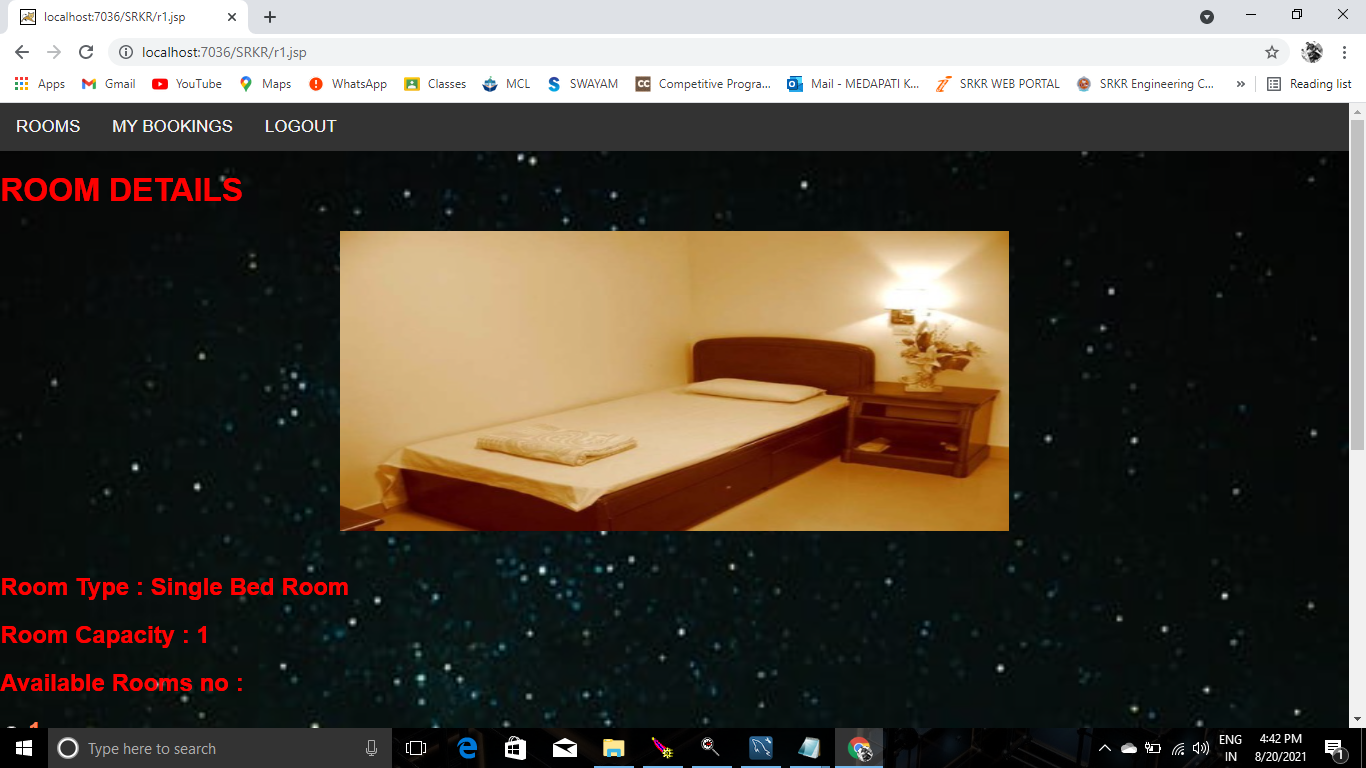 localhost:7036/SRKR/r1.jsp
localhost:7036/SRKR/r1.jsp
Apps Gmail YouTube Maps WhatsApp Classes MCL SWAYAM Competitive Progra... Mail - MEDAPATI K... SRKR WEB PORTAL SRKR Engineering C... » Reading list
ROOMS MY BOOKINGS LOGOUT
ROOM DETAILS
Room Type : Single Bed Room
Room Capacity : 1
Available Rooms no :
Type here to search
ENG 4:42 PM
IN 8/20/2021 1